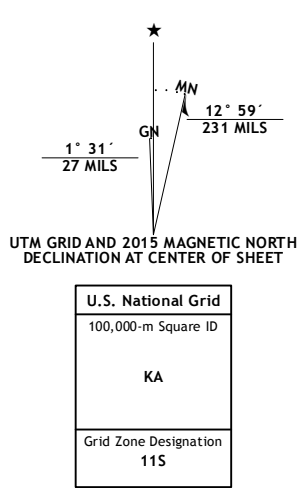 ★
MN
GN
12° 59´
231 MILS
1° 31´
27 MILS
UTM GRID AND 2015 MAGNETIC NORTH
DECLINATION AT CENTER OF SHEET
U.S. National Grid
100,000-m Square ID
KA
Grid Zone Designation
11S